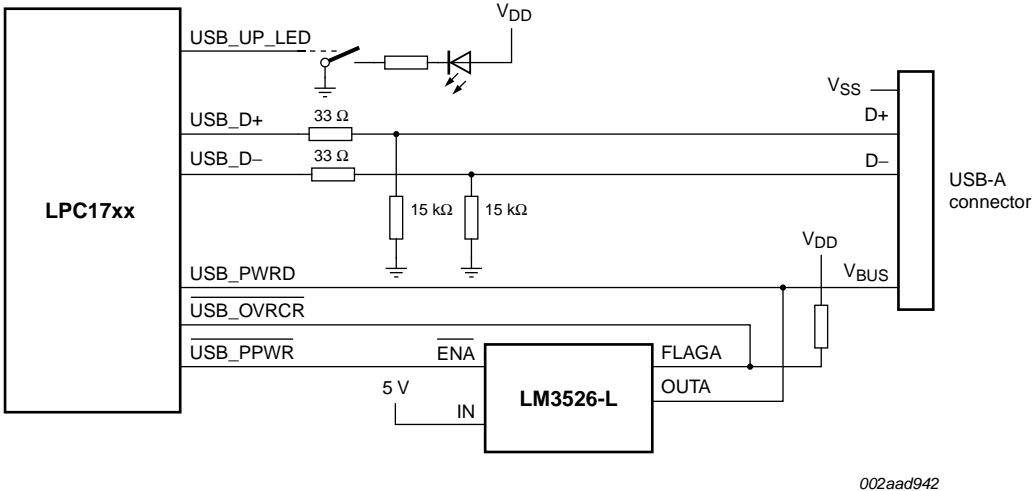 V_DD
USB_UP_LED
V_SS
USB_D+
33 Ω
D+
USB_D−
33 Ω
D−
USB-A
connector
LPC17xx
15 kΩ
15 kΩ
V_DD
USB_PWRD
V_BUS
USB_OVRCR
USB_PPWR
ENA
FLAGA
5 V
IN
LM3526-L
OUTA
002aad942